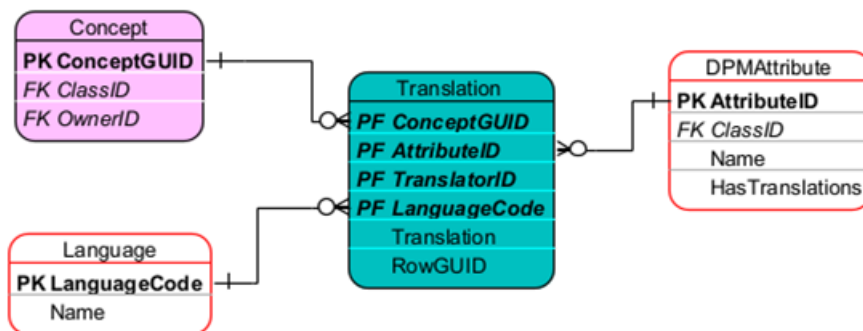 Concept
PK ConceptGUID
FK ClassID
FK OwnerID
Translation
PF ConceptGUID
PF AttributeID
PF TranslatorID
PF LanguageCode
Translation
RowGUID
DPMAttribute
PK AttributeID
FK ClassID
Name
HasTranslations
Language
PK LanguageCode
Name